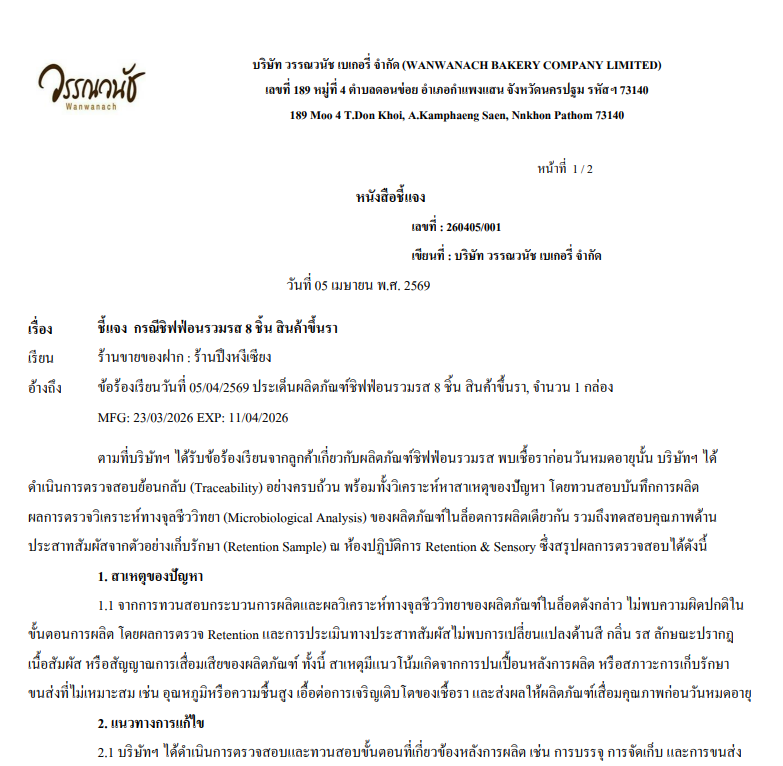 วรรณวนัช
Wanwanach
บริษัท วรรณวนัช เบเกอรี่ จำกัด (WANWANACH BAKERY COMPANY LIMITED)
เลขที่ 189 หมู่ที่ 4 ตำบลดอนข่อย อำเภอกำแพงแสน จังหวัดนครปฐม รหัสฯ 73140
189 Moo 4 T.Don Khoi, A.Kamphaeng Saen, Nnkhon Pathom 73140
หน้าที่ 1 / 2
หนังสือชี้แจง
เลขที่ : 260405/001
เขียนที่ : บริษัท วรรณวนัช เบเกอรี่ จำกัด
วันที่ 05 เมษายน พ.ศ. 2569
เรื่อง ชี้แจง กรณีชิฟฟ่อนรวมรส 8 ชิ้น สินค้าขึ้นรา
เรียน ร้านขายของฝาก : ร้านปึงหงีเซียง
อ้างถึง ข้อร้องเรียนวันที่ 05/04/2569 ประเด็นผลิตภัณฑ์ชิฟฟ่อนรวมรส 8 ชิ้น สินค้าขึ้นรา, จำนวน 1 กล่อง
MFG: 23/03/2026 EXP: 11/04/2026
ตามที่บริษัทฯ ได้รับข้อร้องเรียนจากลูกค้าเกี่ยวกับผลิตภัณฑ์ชิฟฟ่อนรวมรส พบเชื้อราก่อนวันหมดอายุนั้น บริษัทฯ ได้
ดำเนินการตรวจสอบย้อนกลับ (Traceability) อย่างครบถ้วน พร้อมทั้งวิเคราะห์หาสาเหตุของปัญหา โดยทวนสอบบันทึกการผลิต
ผลการตรวจวิเคราะห์ทางจุลชีววิทยา (Microbiological Analysis) ของผลิตภัณฑ์ในล็อตการผลิตเดียวกัน รวมถึงทดสอบคุณภาพด้าน
ประสาทสัมผัสจากตัวอย่างเก็บรักษา (Retention Sample) ณ ห้องปฏิบัติการ Retention & Sensory ซึ่งสรุปผลการตรวจสอบได้ดังนี้
1. สาเหตุของปัญหา
1.1 จากการทวนสอบกระบวนการผลิตและผลวิเคราะห์ทางจุลชีววิทยาของผลิตภัณฑ์ในล็อตดังกล่าว ไม่พบความผิดปกติใน
ขั้นตอนการผลิต โดยผลการตรวจ Retention และการประเมินทางประสาทสัมผัสไม่พบการเปลี่ยนแปลงด้านสี กลิ่น รส ลักษณะปรากฏ
เนื้อสัมผัส หรือสัญญาณการเสื่อมเสียของผลิตภัณฑ์ ทั้งนี้ สาเหตุมีแนวโน้มเกิดจากการปนเปื้อนหลังการผลิต หรือสภาวะการเก็บรักษา
ขนส่งที่ไม่เหมาะสม เช่น อุณหภูมิหรือความชื้นสูง เอื้อต่อการเจริญเติบโตของเชื้อรา และส่งผลให้ผลิตภัณฑ์เสื่อมคุณภาพก่อนวันหมดอายุ
2. แนวทางการแก้ไข
2.1 บริษัทฯ ได้ดำเนินการตรวจสอบและทวนสอบขั้นตอนที่เกี่ยวข้องหลังการผลิต เช่น การบรรจุ การจัดเก็บ และการขนส่ง